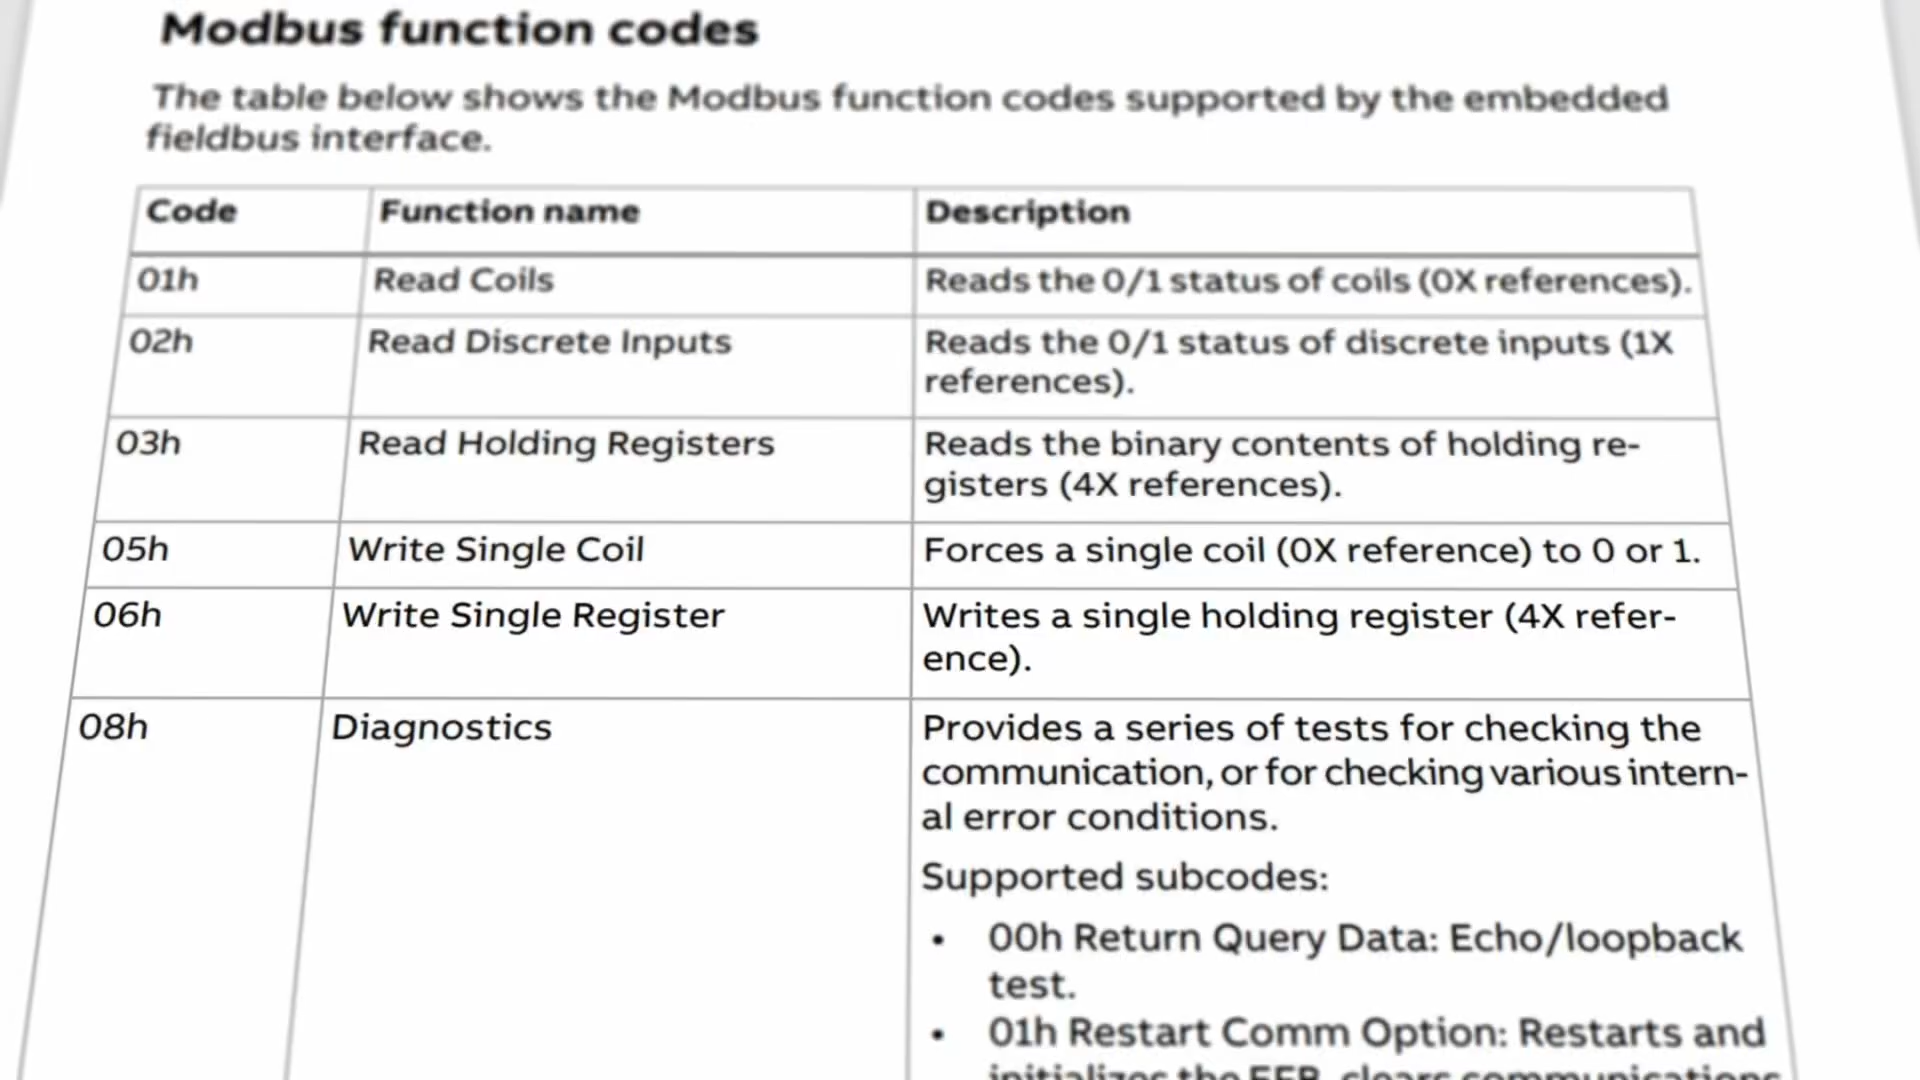 Modbus function codes
The table below shows the Modbus function codes supported by the embedded
fieldbus interface.
Code Function name Description
01h Read Coils Reads the 0/1 status of coils (0X references).
02h Read Discrete Inputs Reads the 0/1 status of discrete inputs (1X
references).
03h Read Holding Registers Reads the binary contents of holding re-
gisters (4X references).
05h Write Single Coil Forces a single coil (0X reference) to 0 or 1.
06h Write Single Register Writes a single holding register (4X refer-
ence).
08h Diagnostics Provides a series of tests for checking the
communication, or for checking various intern-
al error conditions.
Supported subcodes:
• 00h Return Query Data: Echo/loopback
test.
• 01h Restart Comm Option: Restarts and
initializes the EFB, clears communications